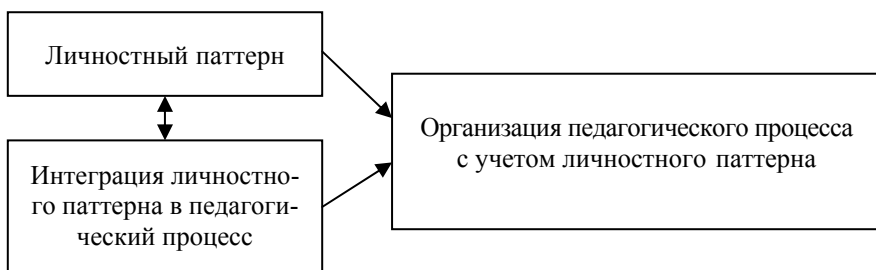 Личностный паттерн
Организация педагогического процесса
с учетом личностного паттерна
Интеграция личностно-
го паттерна в педагоги-
ческий процесс